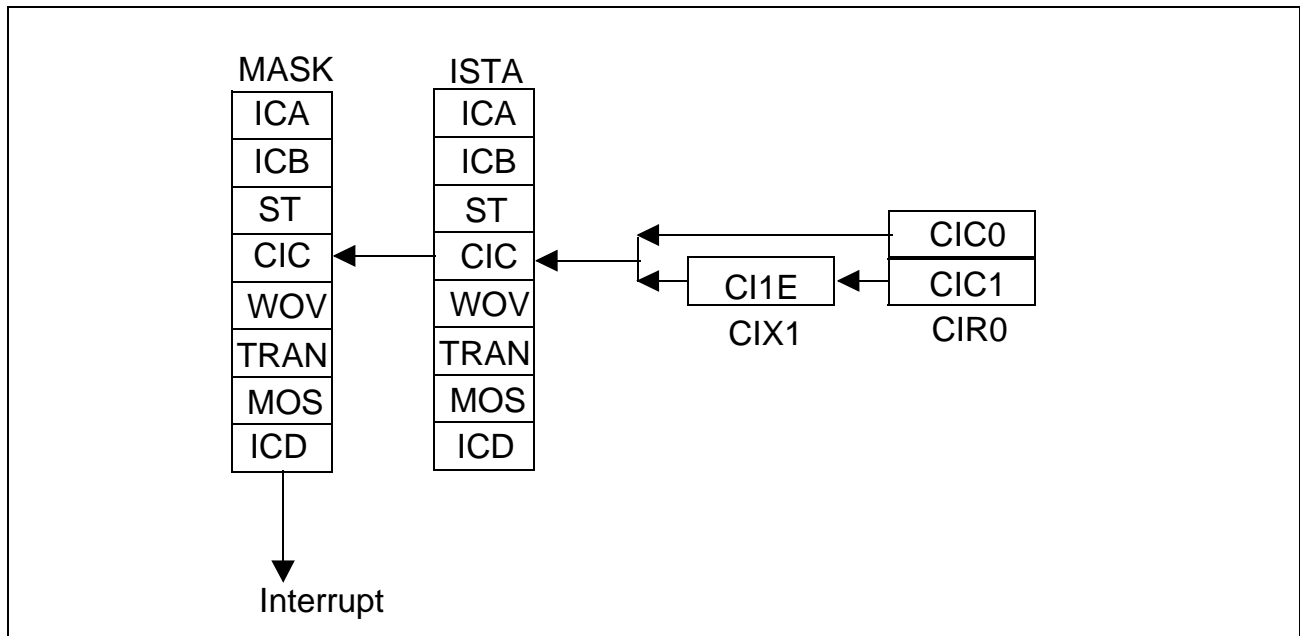 MASK ISTA
ICA ICA
ICB ICB
ST ST
CIC CIC
WOV WOV
TRAN TRAN
MOS MOS
ICD ICD
CIC0
CI1E CIC1
CIX1 CIR0
Interrupt